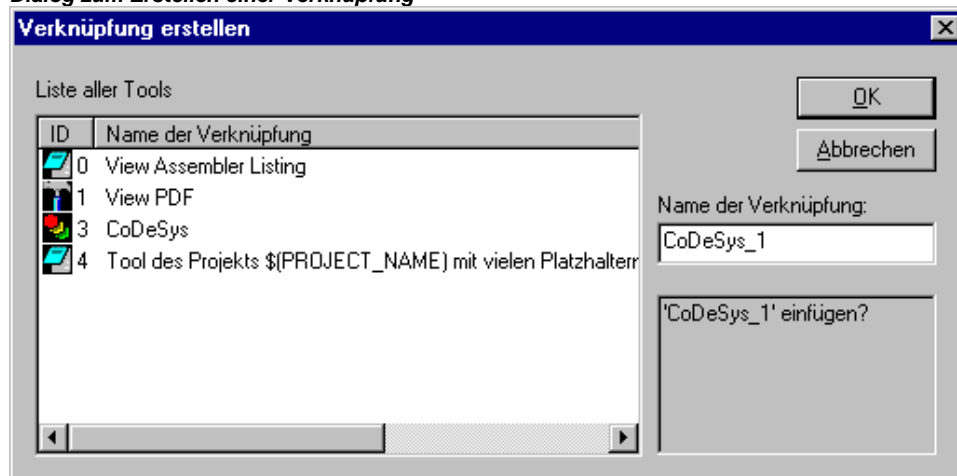 Dialog zum Erstellen einer Verknüpfung
Verknüpfung erstellen
Liste aller Tools
ID Name der Verknüpfung
0 View Assembler Listing
1 View PDF
3 CoDeSys
4 Tool des Projekts $(PROJECT_NAME) mit vielen Platzhaltern
OK
Abbrechen
Name der Verknüpfung:
CoDeSys_1
'CoDeSys_1' einfügen?